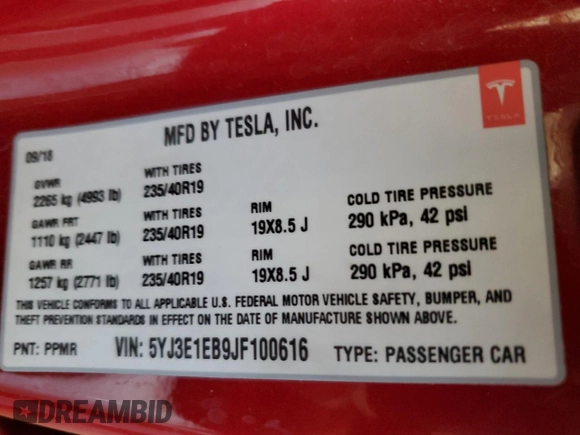 TESLA
MFD BY TESLA, INC.
09/18
GVWR
2265 kg (4993 lb)
WITH TIRES
235/40R19
GAWR FRT
1110 kg (2447 lb)
WITH TIRES
235/40R19
RIM
19X8.5 J
COLD TIRE PRESSURE
290 kPa, 42 psi
GAWR RR
1257 kg (2771 lb)
WITH TIRES
235/40R19
RIM
19X8.5 J
COLD TIRE PRESSURE
290 kPa, 42 psi
THIS VEHICLE CONFORMS TO ALL APPLICABLE U.S. FEDERAL MOTOR VEHICLE SAFETY, BUMPER, AND
THEFT PREVENTION STANDARDS IN EFFECT ON THE DATE OF MANUFACTURE SHOWN ABOVE.
PNT: PPMR VIN: 5YJ3E1EB9JF100616 TYPE: PASSENGER CAR
DREAMBID